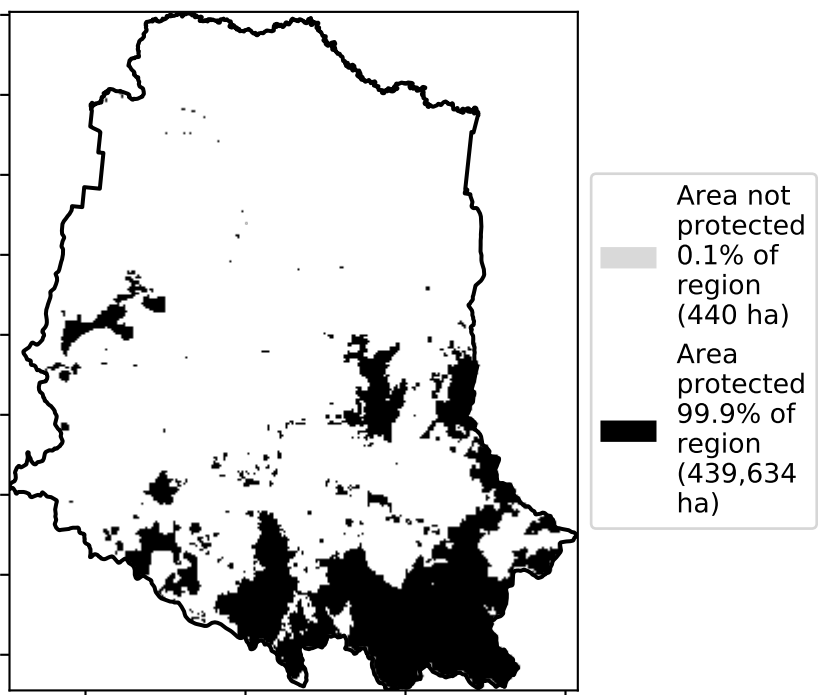 Area not
protected
0.1% of
region
(440 ha)
Area
protected
99.9% of
region
(439,634
ha)